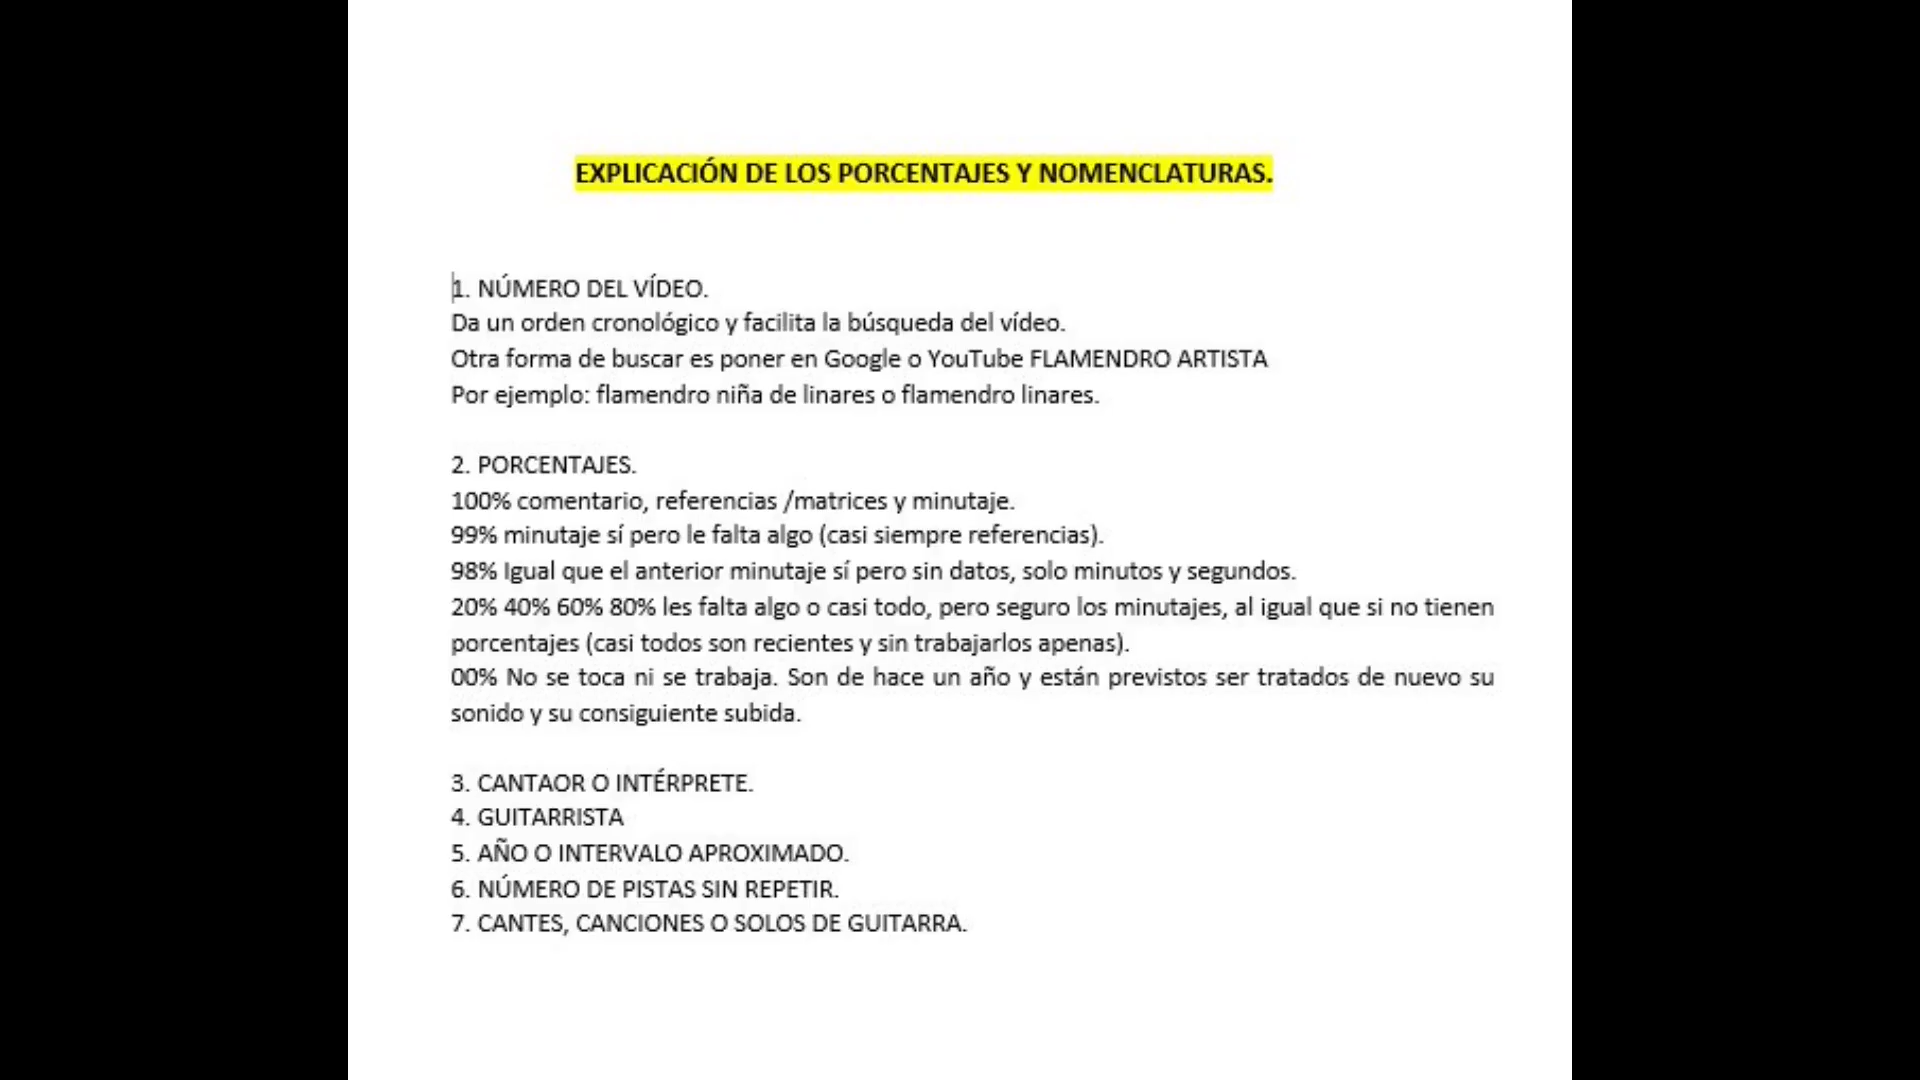 EXPLICACIÓN DE LOS PORCENTAJES Y NOMENCLATURAS.
1. NÚMERO DEL VÍDEO.
Da un orden cronológico y facilita la búsqueda del vídeo.
Otra forma de buscar es poner en Google o YouTube FLAMENDRO ARTISTA
Por ejemplo: flamendro niña de linares o flamendro linares.
2. PORCENTAJES.
100% comentario, referencias /matrices y minutaje.
99% minutaje sí pero le falta algo (casi siempre referencias).
98% Igual que el anterior minutaje sí pero sin datos, solo minutos y segundos.
20% 40% 60% 80% les falta algo o casi todo, pero seguro los minutajes, al igual que si no tienen
porcentajes (casi todos son recientes y sin trabajarlos apenas).
00% No se toca ni se trabaja. Son de hace un año y están previstos ser tratados de nuevo su
sonido y su consiguiente subida.
3. CANTAOR O INTÉRPRETE.
4. GUITARRISTA
5. AÑO O INTERVALO APROXIMADO.
6. NÚMERO DE PISTAS SIN REPETIR.
7. CANTES, CANCIONES O SOLOS DE GUITARRA.